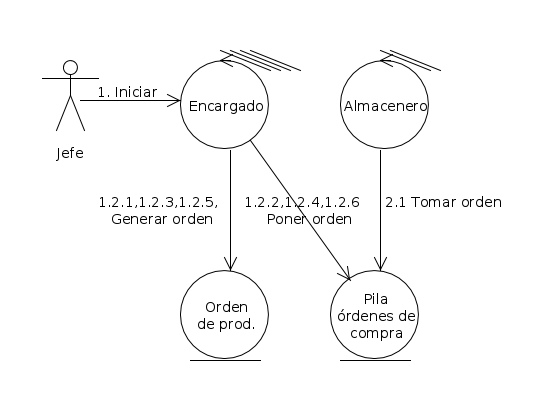 1. Iniciar
Encargado
Almacenero
Jefe
1.2.1,1.2.3,1.2.5,
Generar orden
1.2.2,1.2.4,1.2.6
Poner orden
2.1 Tomar orden
Orden
de prod.
Pila
órdenes de
compra